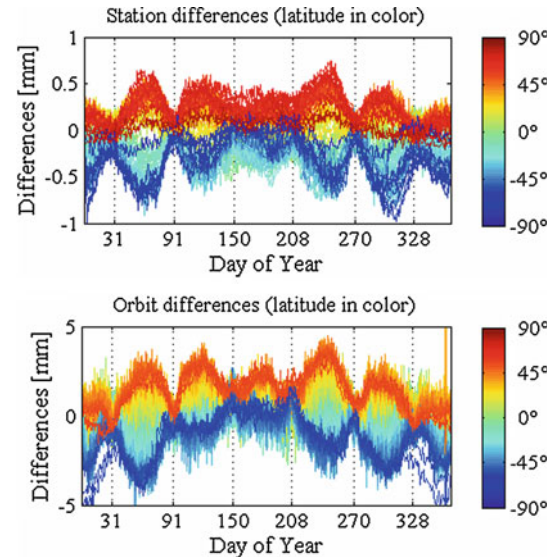 Station differences (latitude in color)
Differences [mm]
1
0.5
0
-0.5
-1
31 91 150 208 270 328
Day of Year
90°
45°
0°
-45°
-90°
Orbit differences (latitude in color)
Differences [mm]
5
0
-5
31 91 150 208 270 328
Day of Year
90°
45°
0°
-45°
-90°